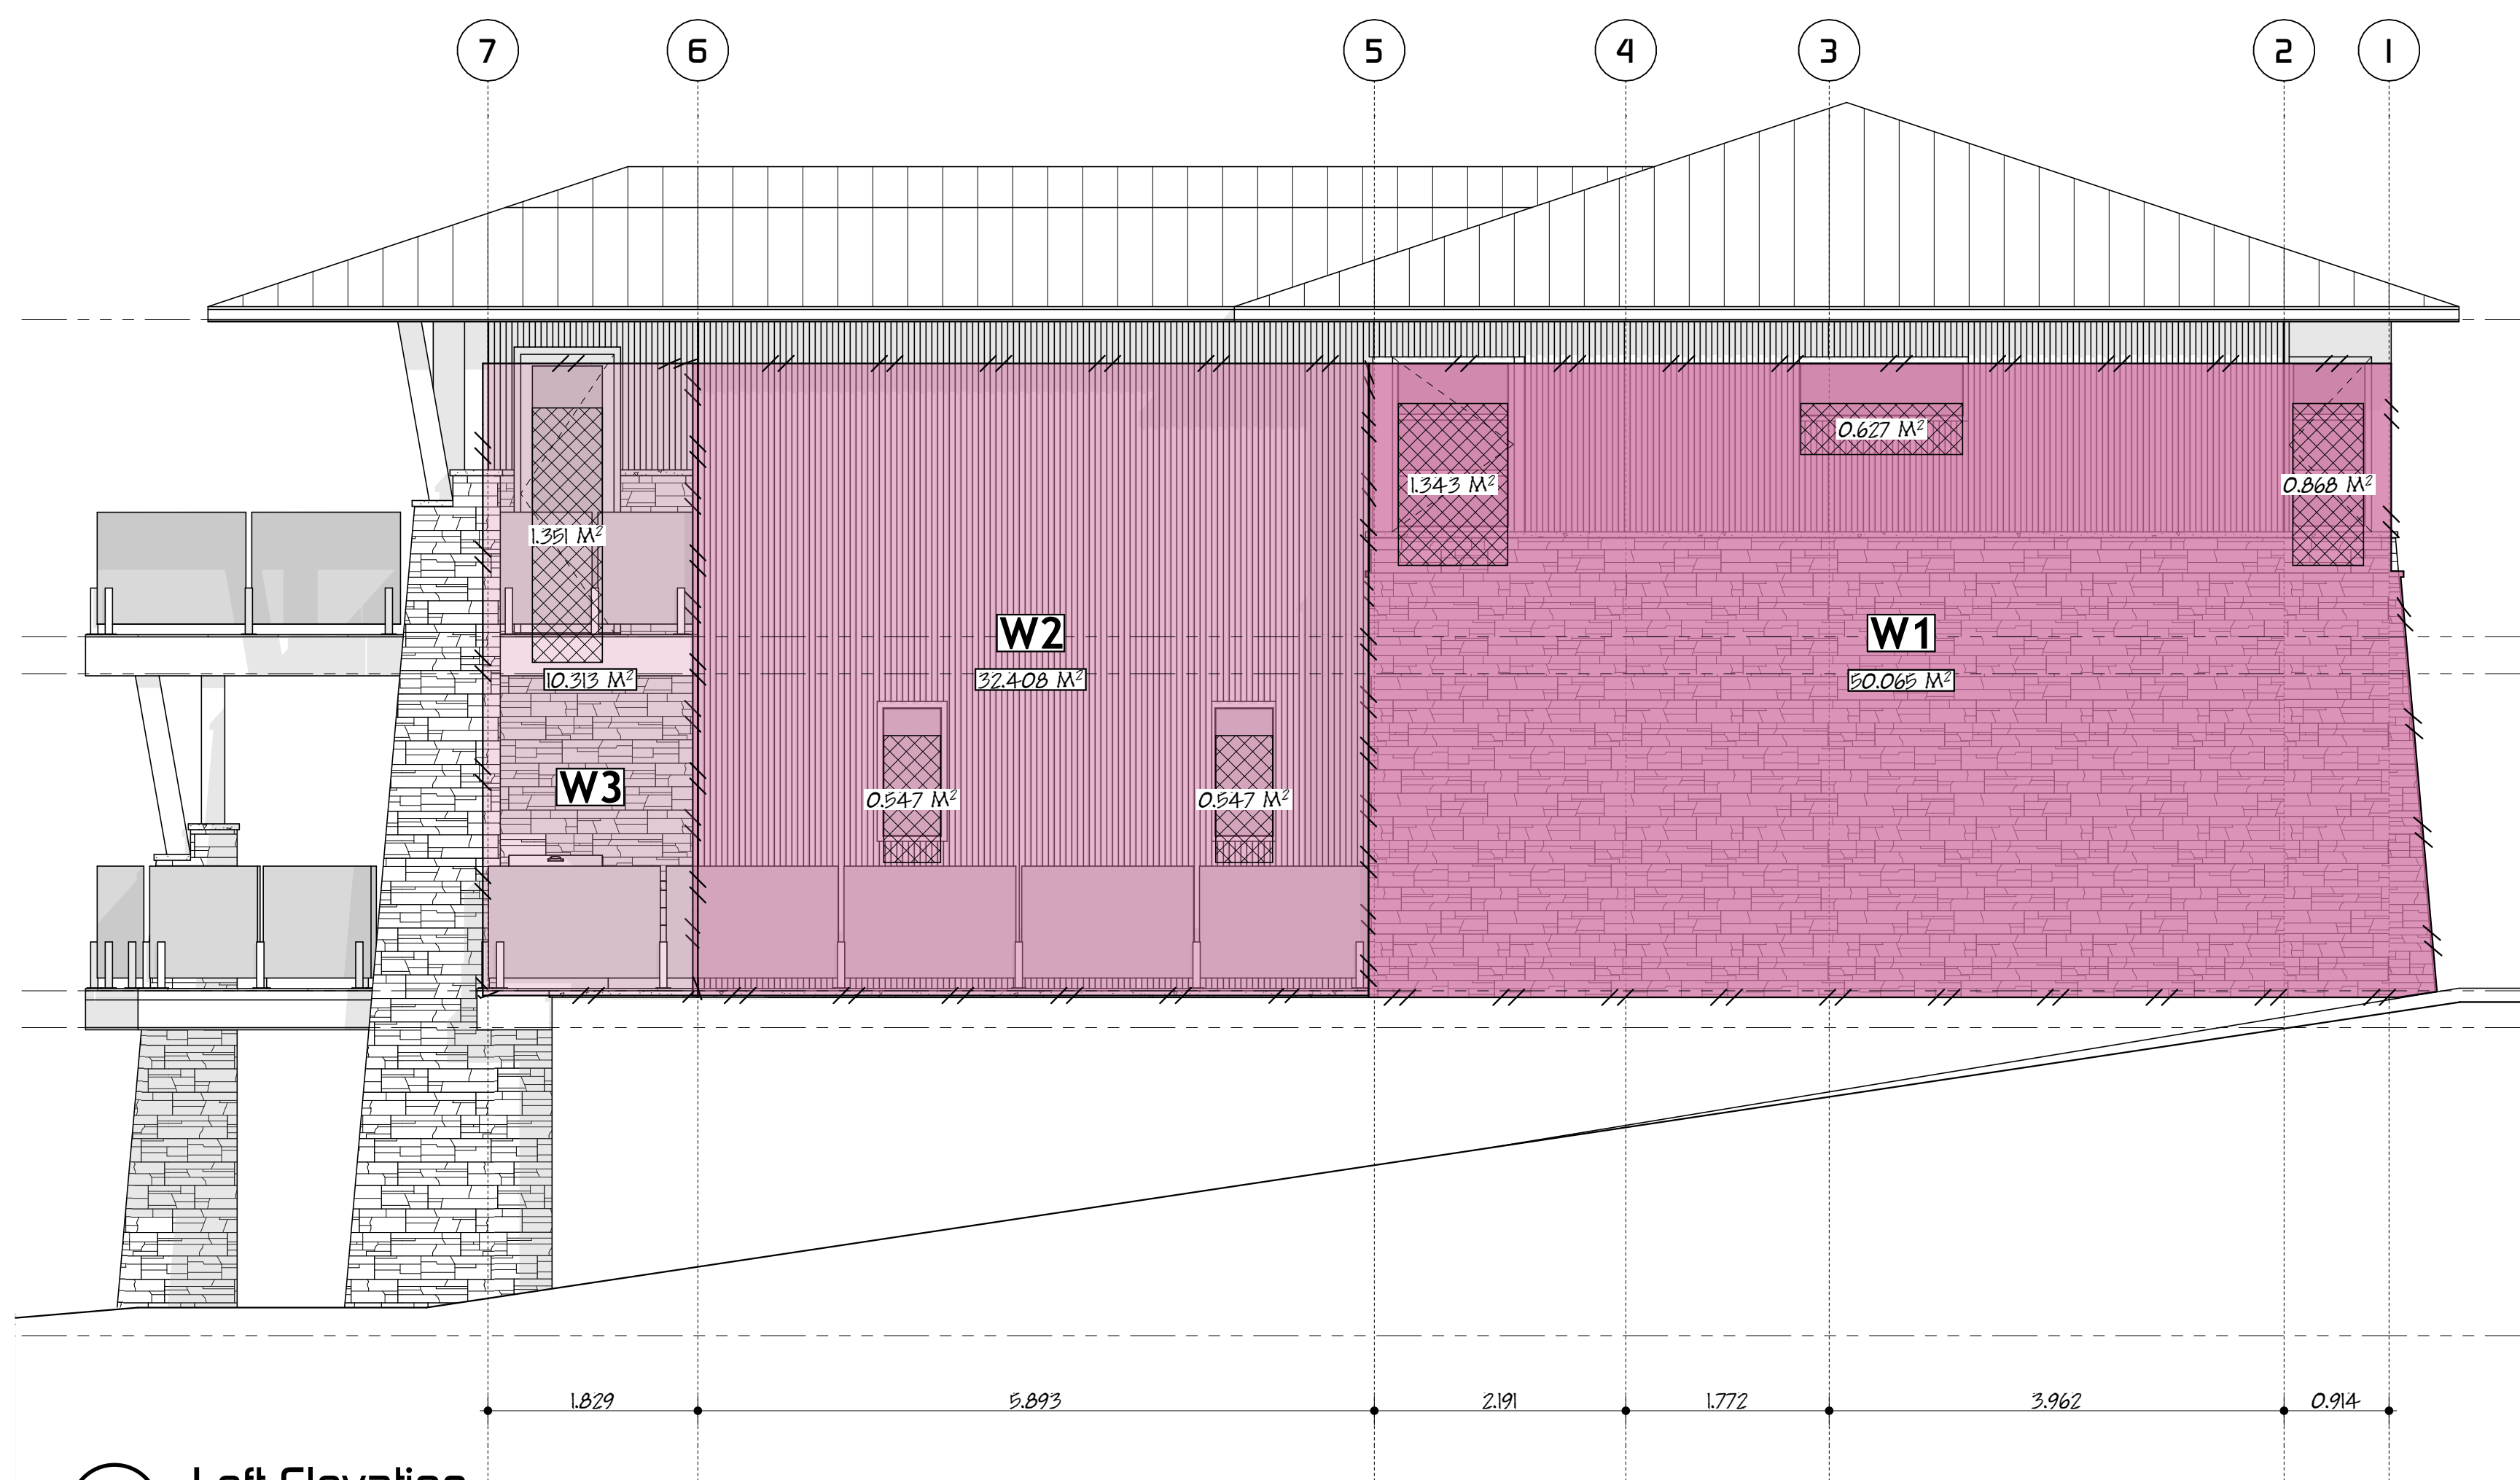 7 6 5 4 3 2 1
0.627 M²
1.343 M² 0.868 M²
1.351 M²
W2 W1
10.313 M² 32.408 M² 50.065 M²
W3
0.547 M² 0.547 M²
1.829 5.893 2.191 1.772 3.962 0.914
Left Elevation